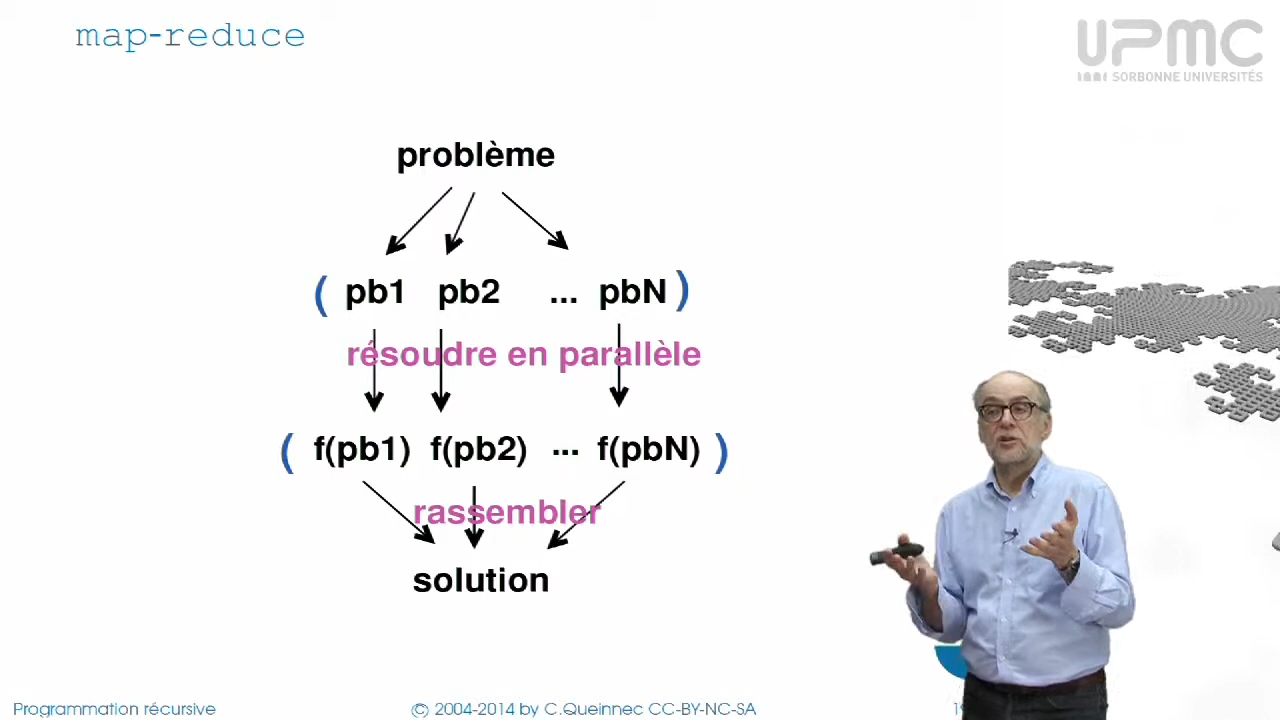 map-reduce
UPMC
SORBONNE UNIVERSITÉS
problème
( pb1 pb2 ... pbN )
résoudre en parallèle
( f(pb1) f(pb2) ... f(pbN) )
rassembler
solution
Programmation récursive
© 2004-2014 by C.Queinnec CC-BY-NC-SA